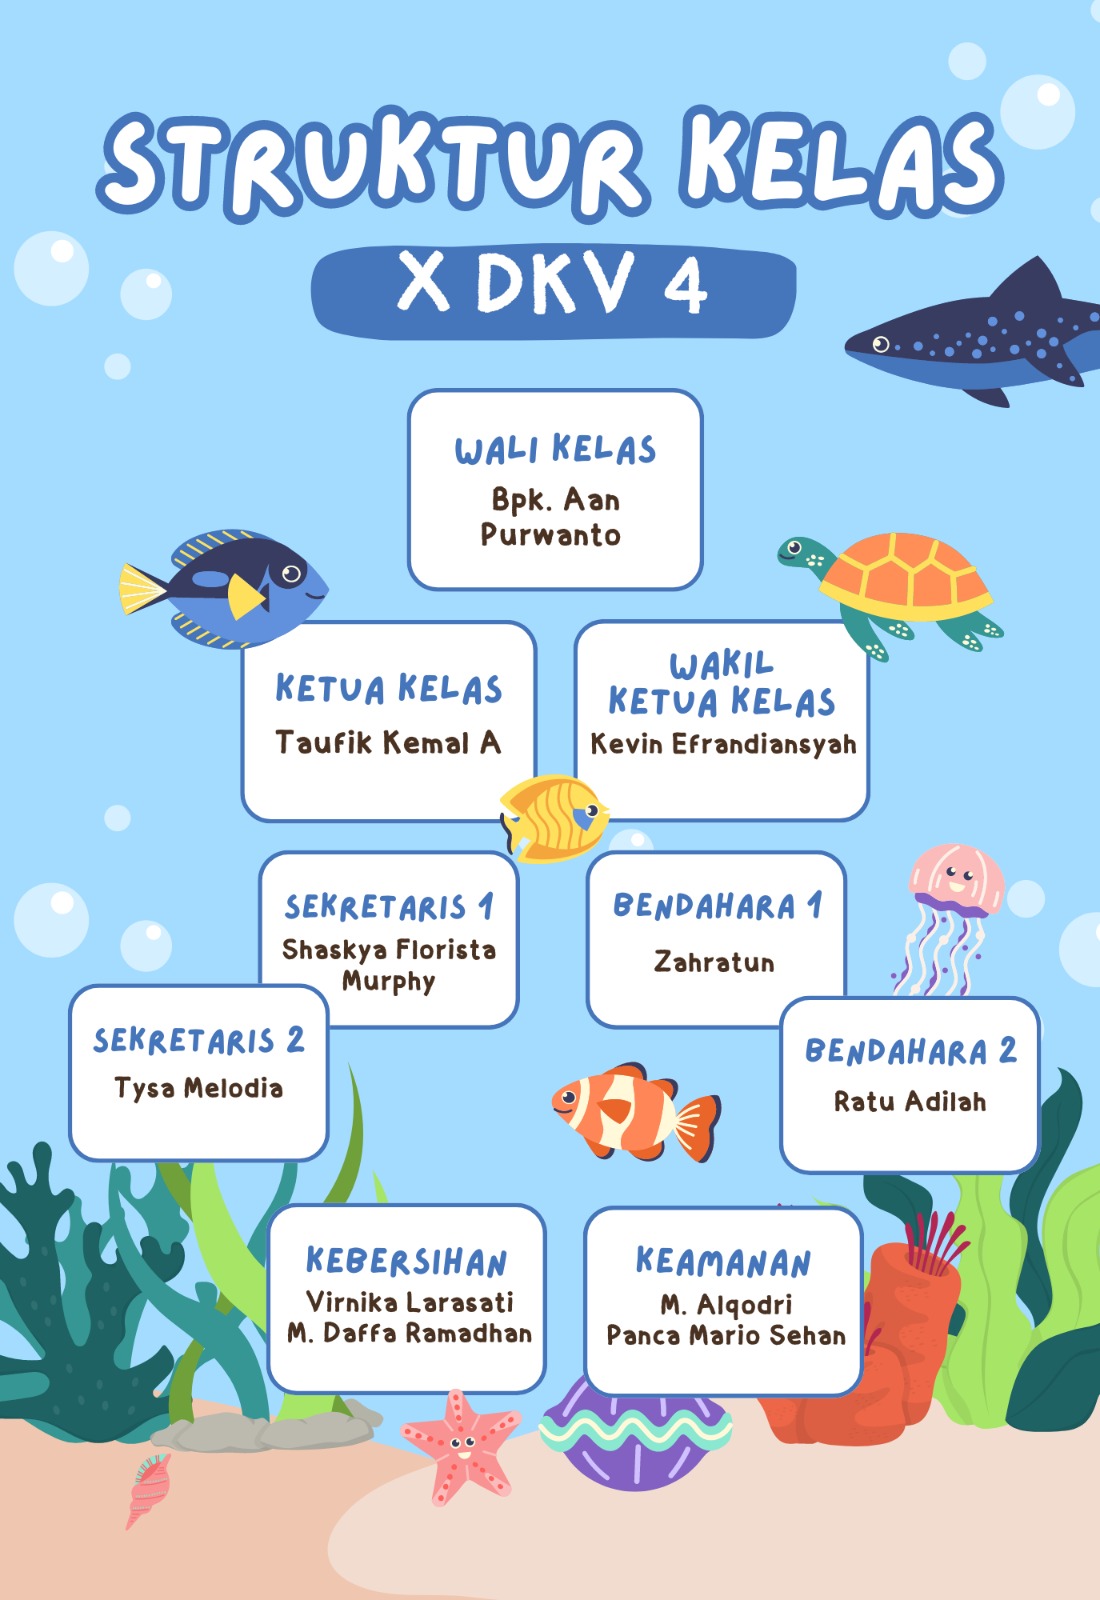 STRUKTUR KELAS
X DKV 4
WALI KELAS
Bpk. Aan
Purwanto
KETUA KELAS
Taufik Kemal A
WAKIL
KETUA KELAS
Kevin Efrandiansyah
SEKRETARIS 1
Shaskya Florista
Murphy
BENDAHARA 1
Zahratun
SEKRETARIS 2
Tysa Melodia
BENDAHARA 2
Ratu Adilah
KEBERSIHAN
Virnika Larasati
M. Daffa Ramadhan
KEAMANAN
M. Alqodri
Panca Mario Sehan